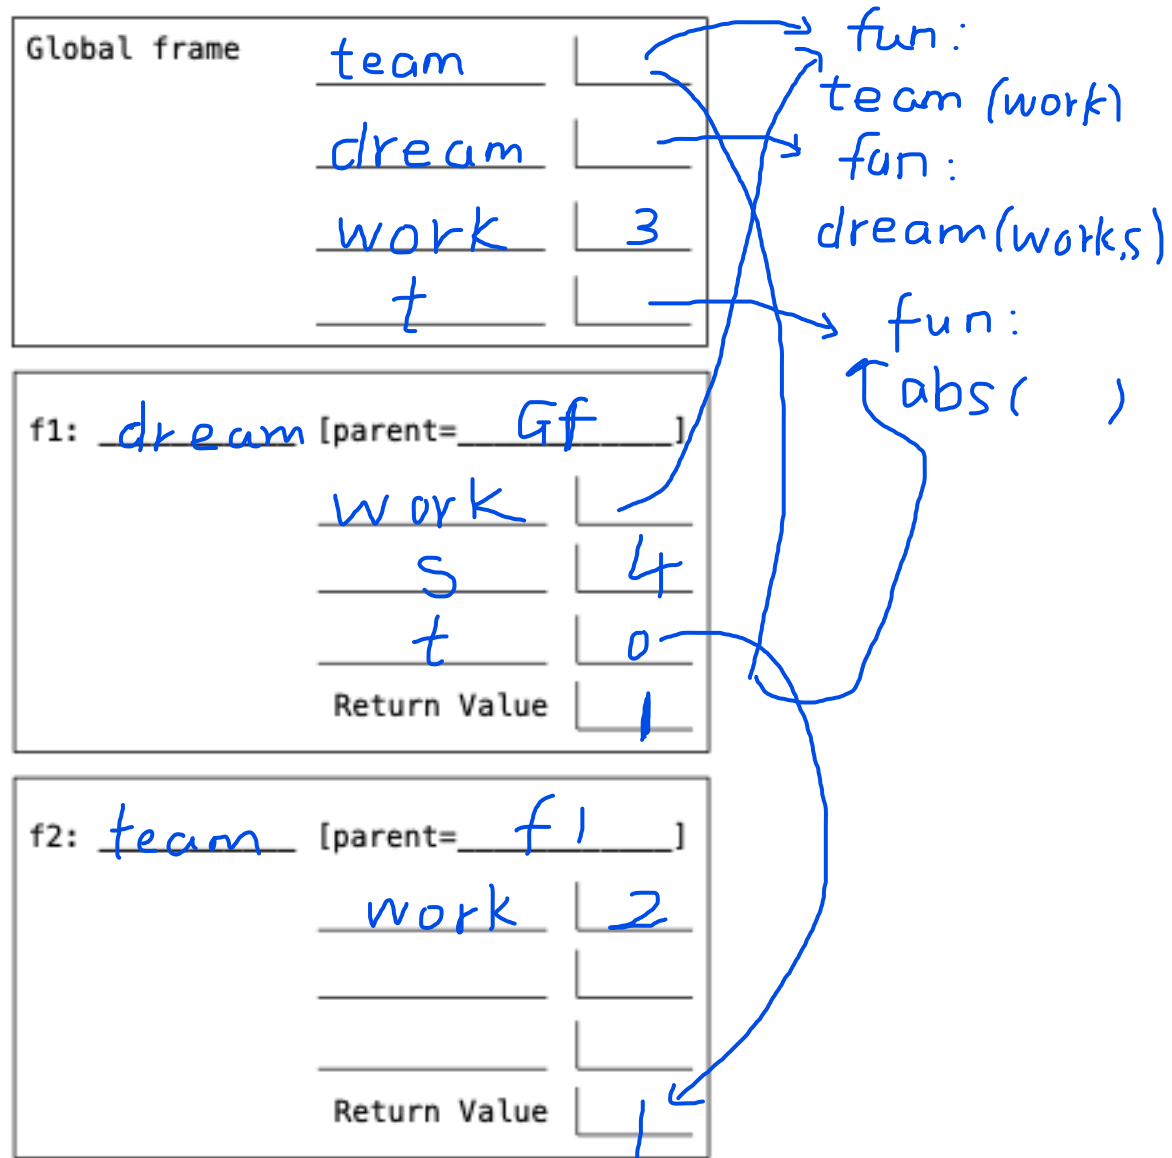 Global frame
team
fun:
team (work)
dream
fun:
dream(work,s)
work 3
t
fun:
abs( )
f1: dream [parent= Gf ]
work
s 4
t 0
Return Value 1
f2: team [parent= f1 ]
work 2
Return Value 1